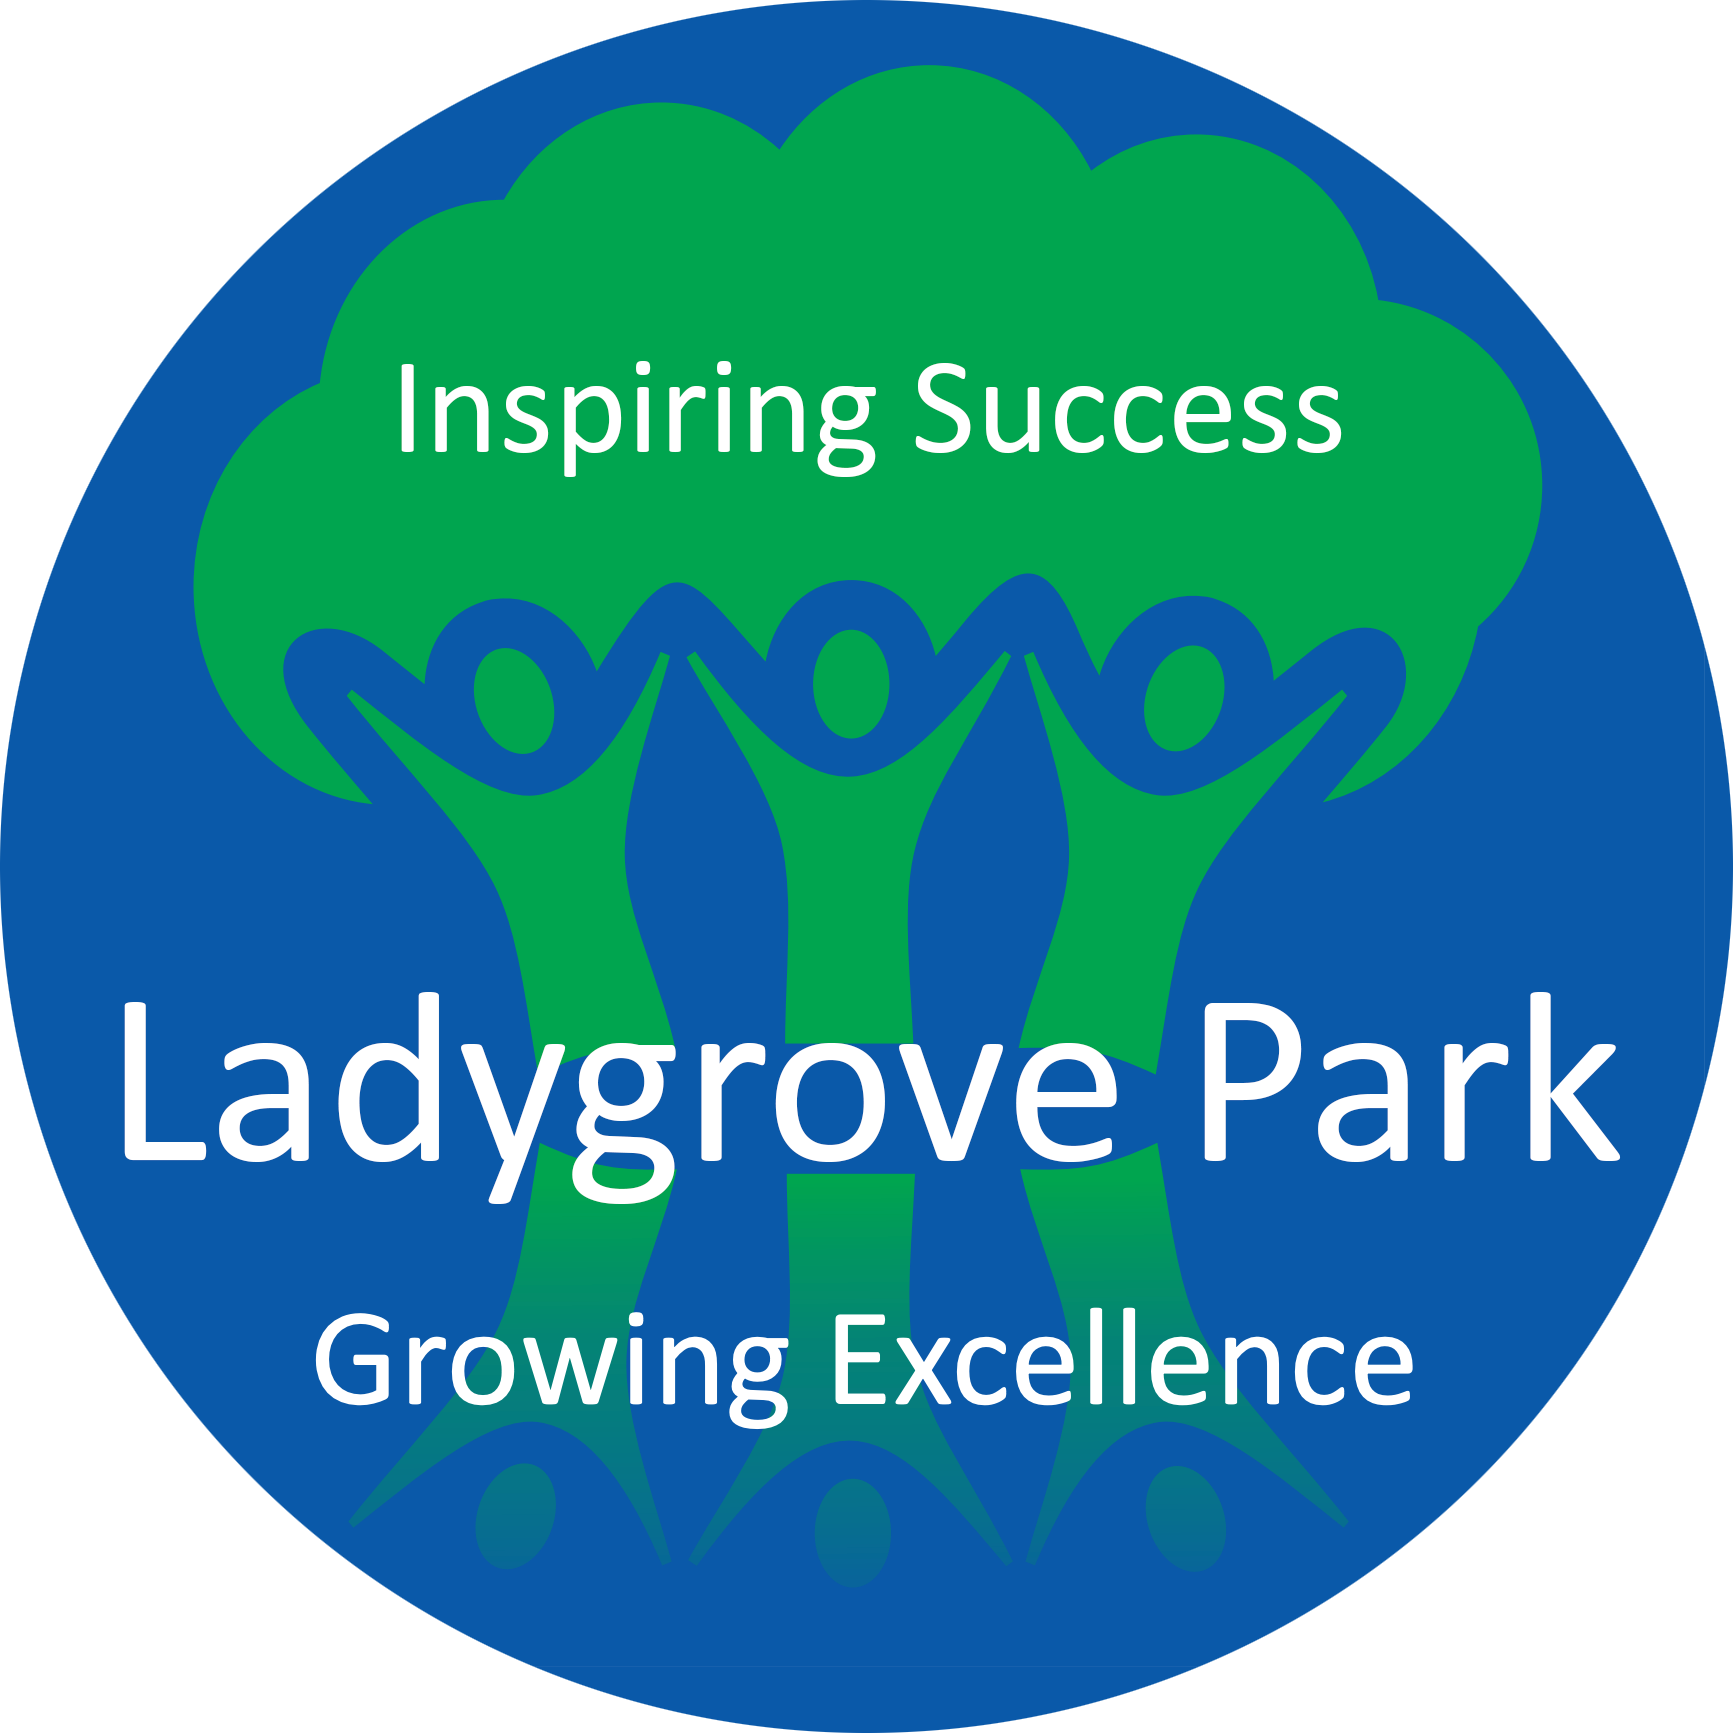 Inspiring Success
Ladygrove Park
Growing Excellence